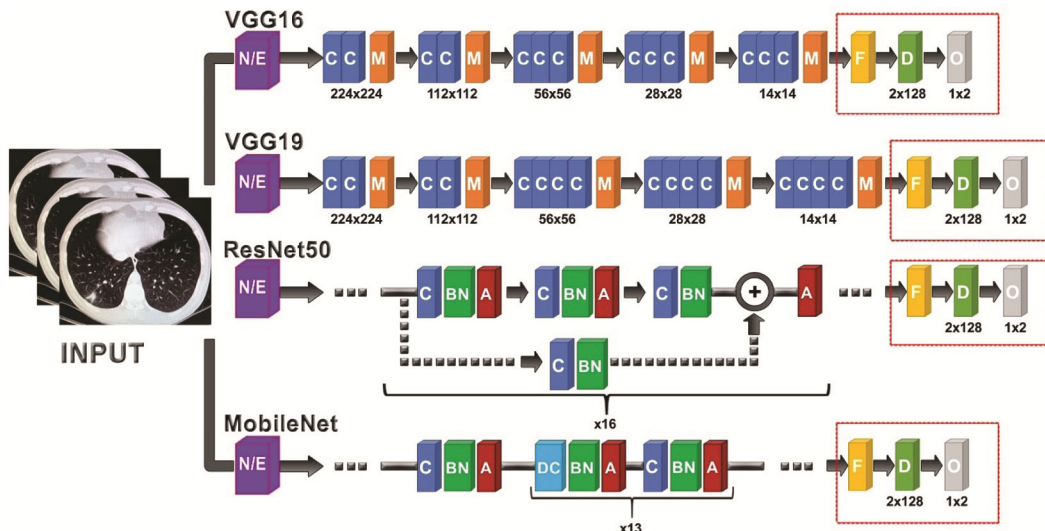 VGG16
N/E C C M C C M C C C M C C C M C C C M F D O
224x224 112x112 56x56 28x28 14x14 2x128 1x2
VGG19
N/E C C M C C M C C C C M C C C C M C C C C M F D O
224x224 112x112 56x56 28x28 14x14 2x128 1x2
ResNet50
N/E C BN A C BN A C BN + A F D O
2x128 1x2
C BN
x16
INPUT
MobileNet
N/E C BN A DC BN A C BN A F D O
2x128 1x2
x13